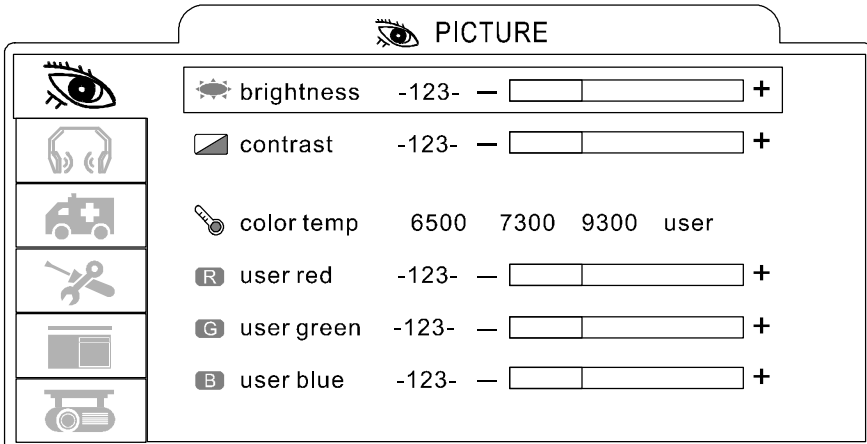 PICTURE
brightness -123- — +
contrast -123- — +
color temp 6500 7300 9300 user
R user red -123- — +
G user green -123- — +
B user blue -123- — +